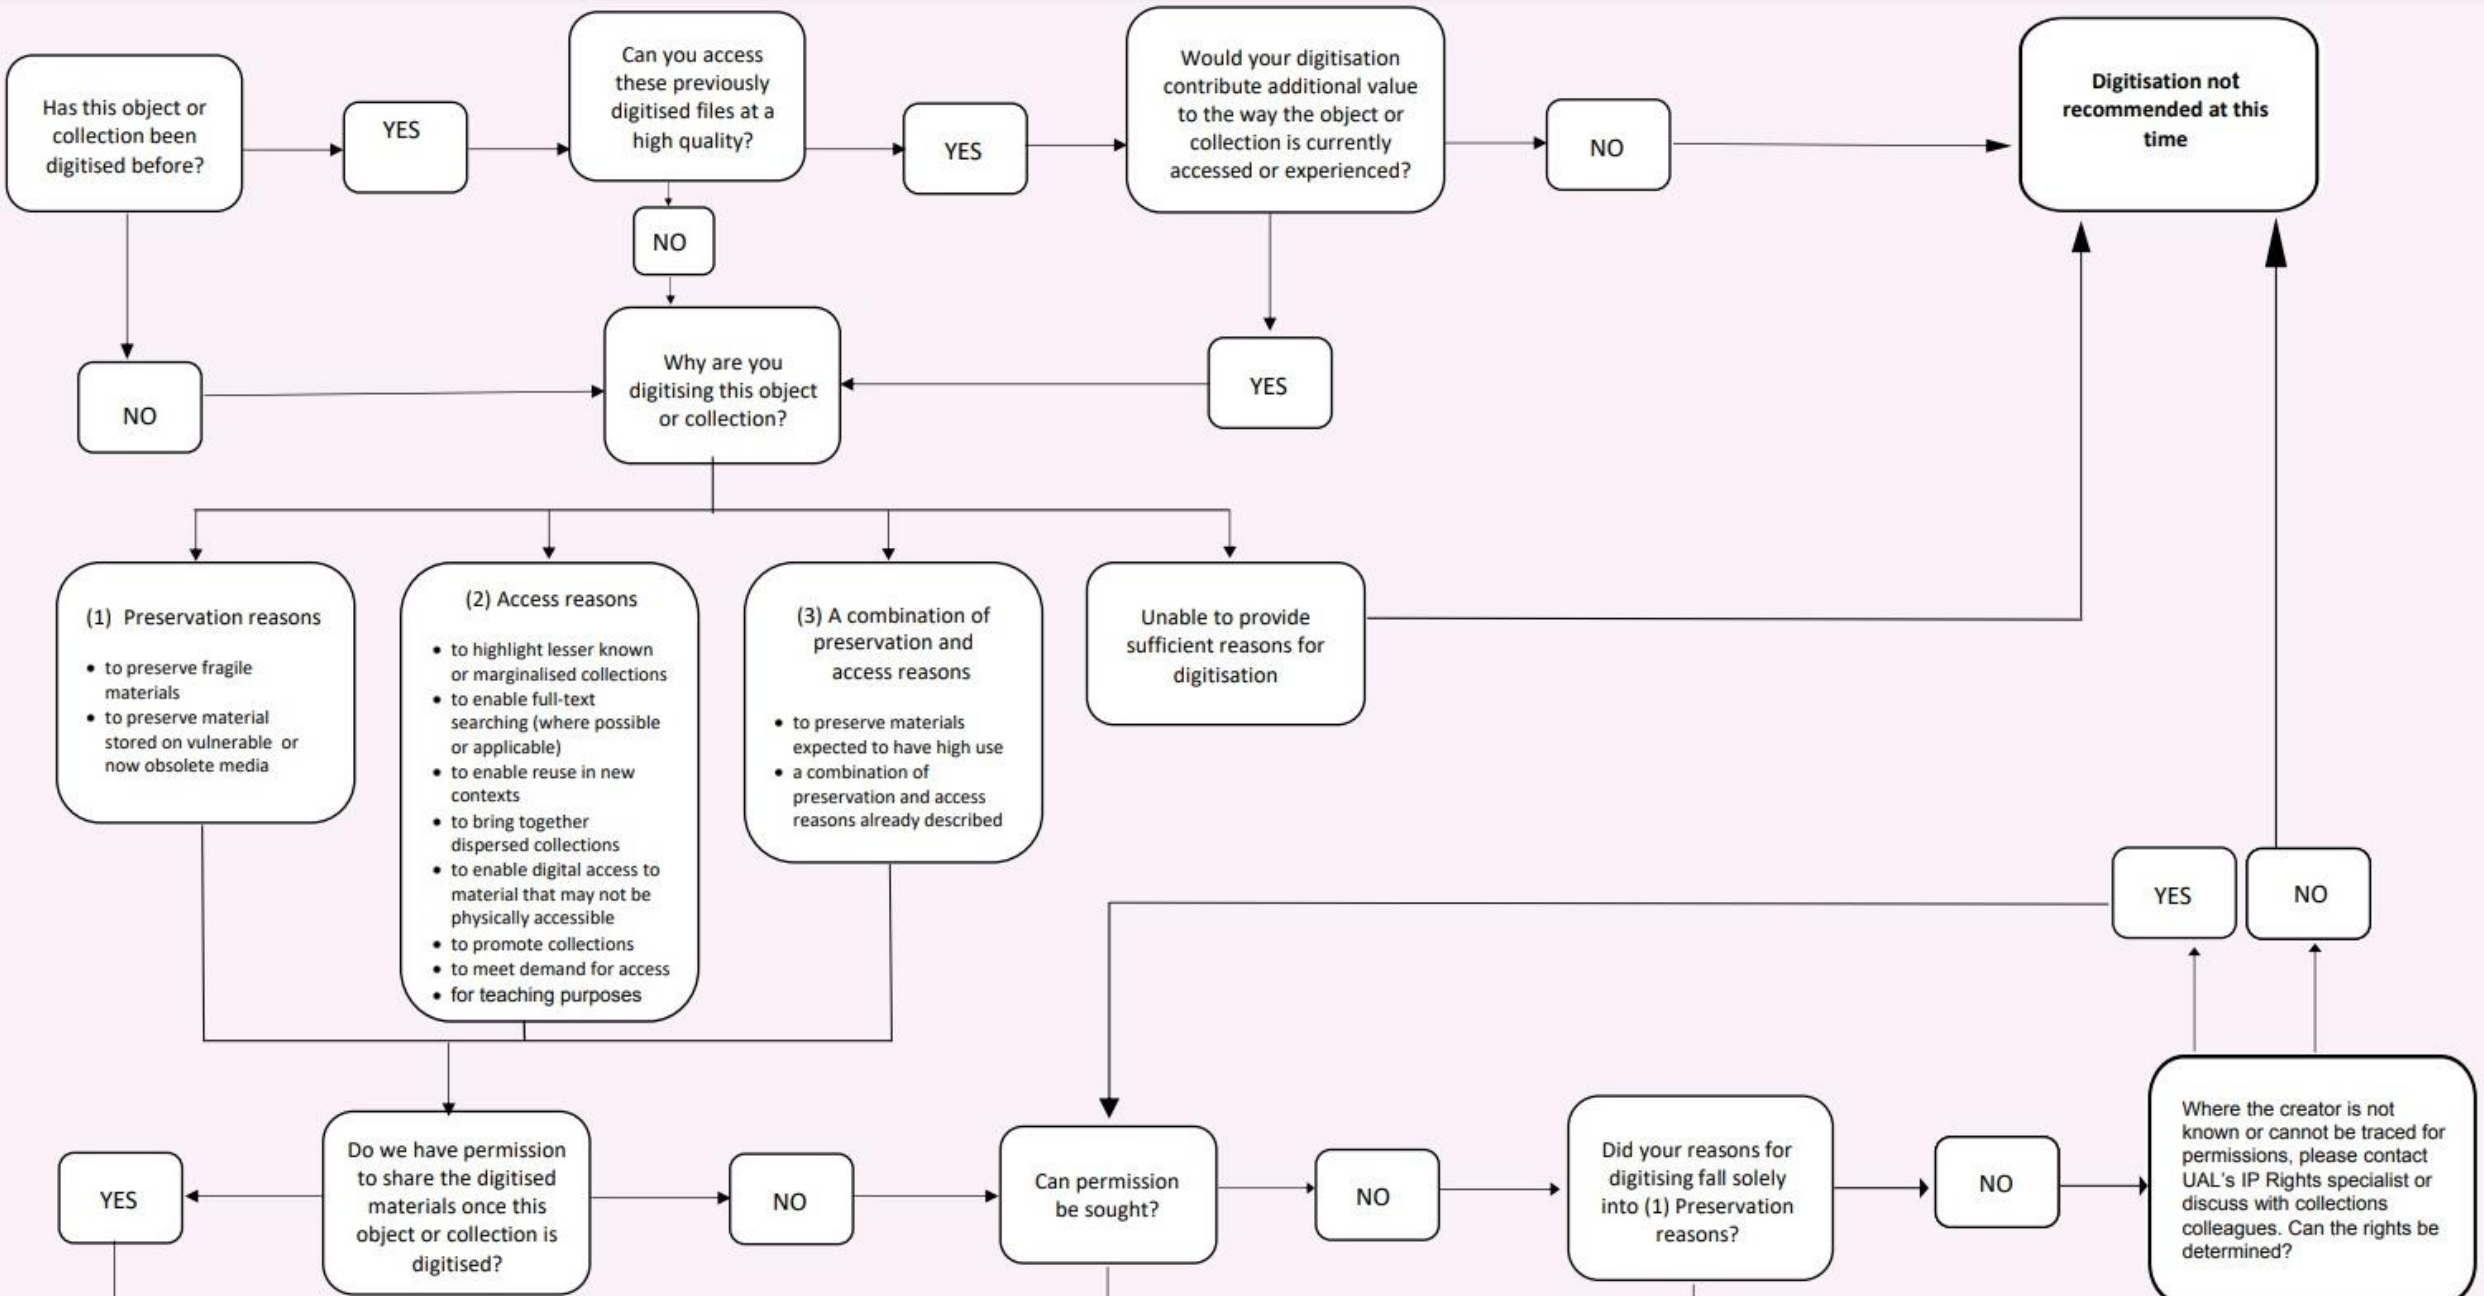 Has this object or
collection been
digitised before?
YES
Can you access
these previously
digitised files at a
high quality?
YES
Would your digitisation
contribute additional value
to the way the object or
collection is currently
accessed or experienced?
NO
Digitisation not
recommended at this
time
NO
NO
Why are you
digitising this object
or collection?
YES
(1) Preservation reasons
• to preserve fragile
materials
• to preserve material
stored on vulnerable or
now obsolete media
(2) Access reasons
• to highlight lesser known
or marginalised collections
• to enable full-text
searching (where possible
or applicable)
• to enable reuse in new
contexts
• to bring together
dispersed collections
• to enable digital access to
material that may not be
physically accessible
• to promote collections
• to meet demand for access
• for teaching purposes
(3) A combination of
preservation and
access reasons
• to preserve materials
expected to have high use
• a combination of
preservation and access
reasons already described
Unable to provide
sufficient reasons for
digitisation
YES
NO
YES
Do we have permission
to share the digitised
materials once this
object or collection is
digitised?
NO
Can permission
be sought?
NO
Did your reasons for
digitising fall solely
into (1) Preservation
reasons?
NO
Where the creator is not
known or cannot be traced for
permissions, please contact
UAL's IP Rights specialist or
discuss with collections
colleagues. Can the rights be
determined?